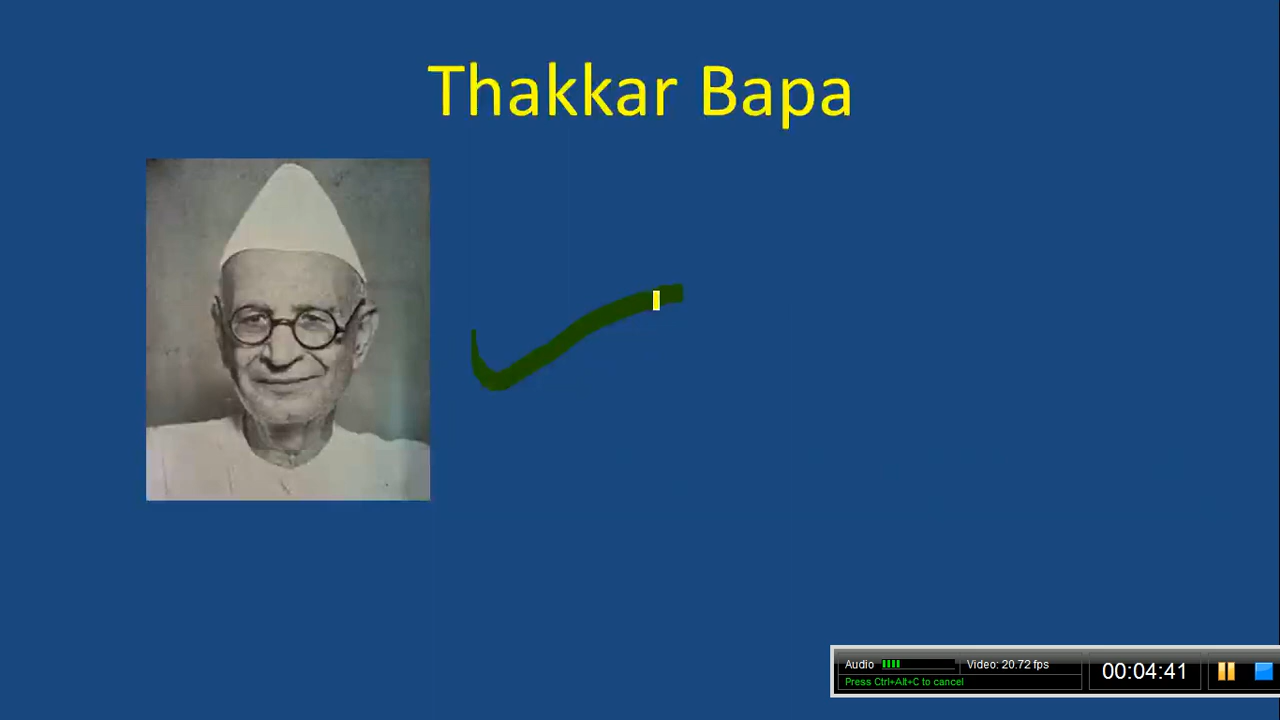 Thakkar Bapa
Audio
Video: 20.72 fps
00:04:41
Press Ctrl+Alt+C to cancel